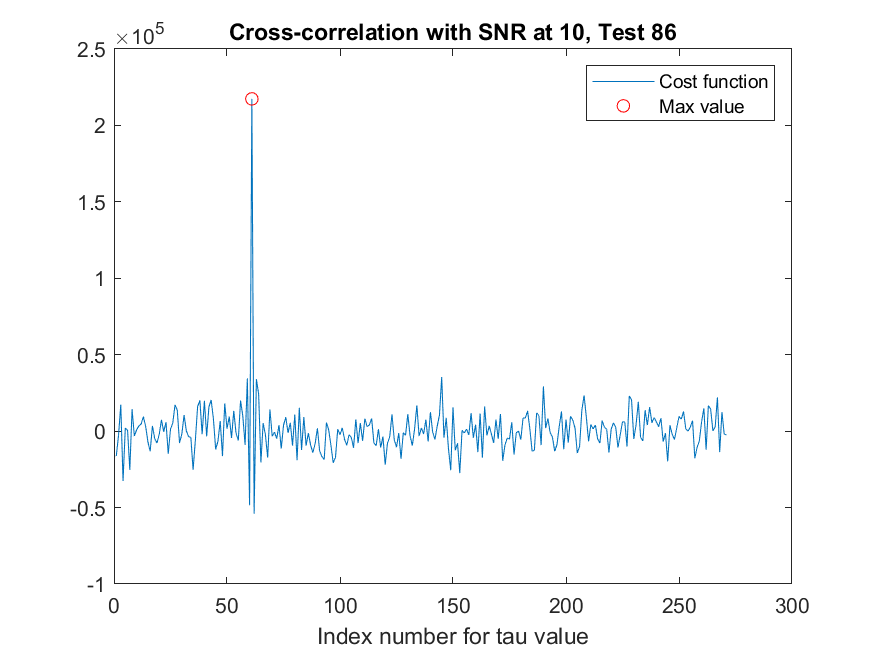 Cross-correlation with SNR at 10, Test 86
×10^5
2.5
2
1.5
1
0.5
0
-0.5
-1
Cost function
Max value
0 50 100 150 200 250 300
Index number for tau value